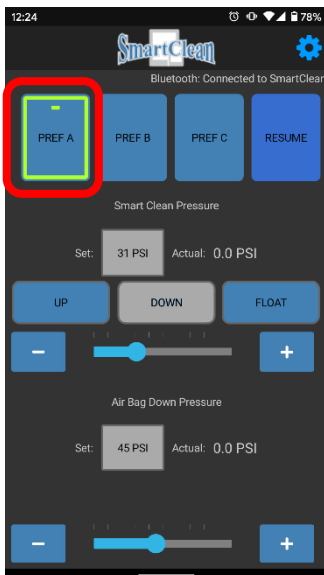 12:24 78%
SmartClean
Bluetooth: Connected to SmartClean
PREF A PREF B PREF C RESUME
Smart Clean Pressure
Set: 31 PSI Actual: 0.0 PSI
UP DOWN FLOAT
− +
Air Bag Down Pressure
Set: 45 PSI Actual: 0.0 PSI
− +